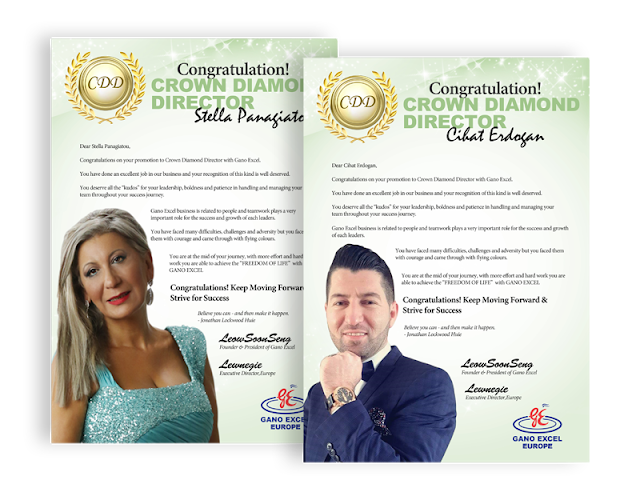 CDD
Congratulation!
CROWN DIAMOND
DIRECTOR
Stella Panagiato
Dear Stella Panagiatou,
Congratulations on your promotion to Crown Diamond Director with Gano Excel.
You have done an excellent job in our business and your recognition of this kind is well deserved.
You deserve all the "kudos" for your leadership, boldness and patience in handling and managing your
team throughout your success journey.
Gano Excel business is related to people and teamwork plays a very
important role for the success and growth of each leaders.
You have faced many difficulties, challenges and adversity but you faced
them with courage and came through with flying colours.
You are at the mid of your journey, with more effort and hard
work you are able to achieve the "FREEDOM OF LIFE" with
GANO EXCEL
Congratulations! Keep Moving Forward
Strive for Success
Believe you can - and then make it happen.
- Jonathan Lockwood Huie
LeowSoonSeng
Founder & President of Gano Excel
Lewnegie
Executive Director,Europe
GE
GANO EXCEL
EUROPE
CDD
Congratulation!
CROWN DIAMOND
DIRECTOR
Cihat Erdogan
Dear Cihat Erdogan,
Congratulations on your promotion to Crown Diamond Director with Gano Excel.
You have done an excellent job in our business and your recognition of this kind is well deserved.
You deserve all the "kudos" for your leadership, boldness and patience in handling and managing your
team throughout your success journey.
Gano Excel business is related to people and teamwork plays a very important role for the success and growth
of each leaders.
You have faced many difficulties, challenges and adversity but you faced them
with courage and came through with flying colours.
You are at the mid of your journey, with more effort and hard work you are
able to achieve the "FREEDOM OF LIFE" with GANO EXCEL
Congratulations! Keep Moving Forward &
Strive for Success
Believe you can - and then make it happen.
- Jonathan Lockwood Huie
LeowSoonSeng
Founder & President of Gano Excel
Lewnegie
Executive Director,Europe
GE
GANO EXCEL
EUROPE